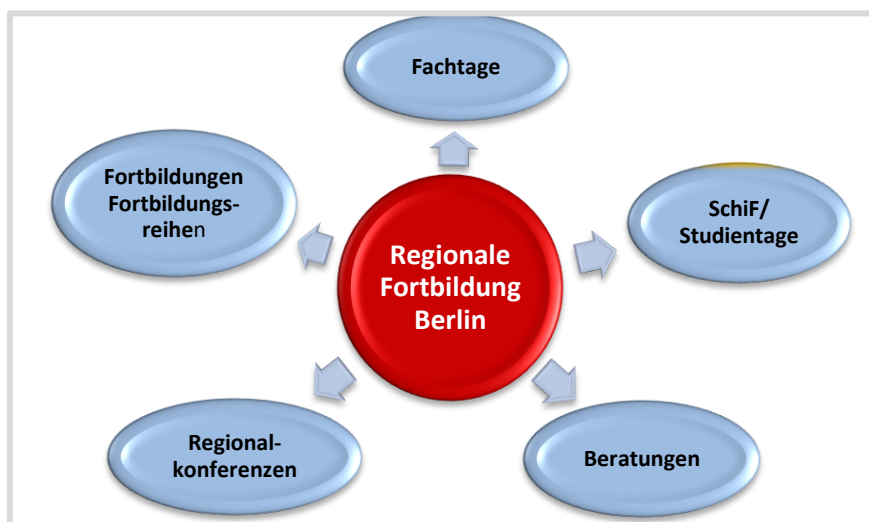 Fachtage
Fortbildungen
Fortbildungs-
reihen
SchiF/
Studientage
Regionale
Fortbildung
Berlin
Regional-
konferenzen
Beratungen